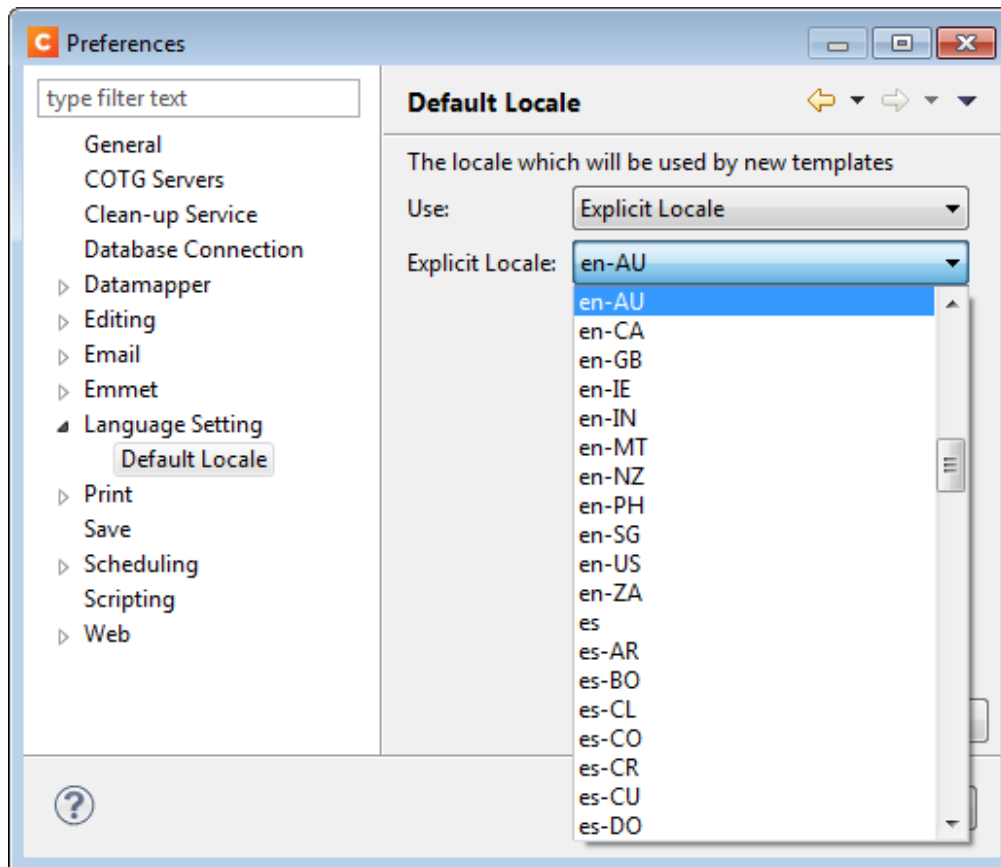 C Preferences
type filter text
General
COTG Servers
Clean-up Service
Database Connection
Datamapper
Editing
Email
Emmet
Language Setting
Default Locale
Print
Save
Scheduling
Scripting
Web
Default Locale
The locale which will be used by new templates
Use: Explicit Locale
Explicit Locale: en-AU
en-AU
en-CA
en-GB
en-IE
en-IN
en-MT
en-NZ
en-PH
en-SG
en-US
en-ZA
es
es-AR
es-BO
es-CL
es-CO
es-CR
es-CU
es-DO
?